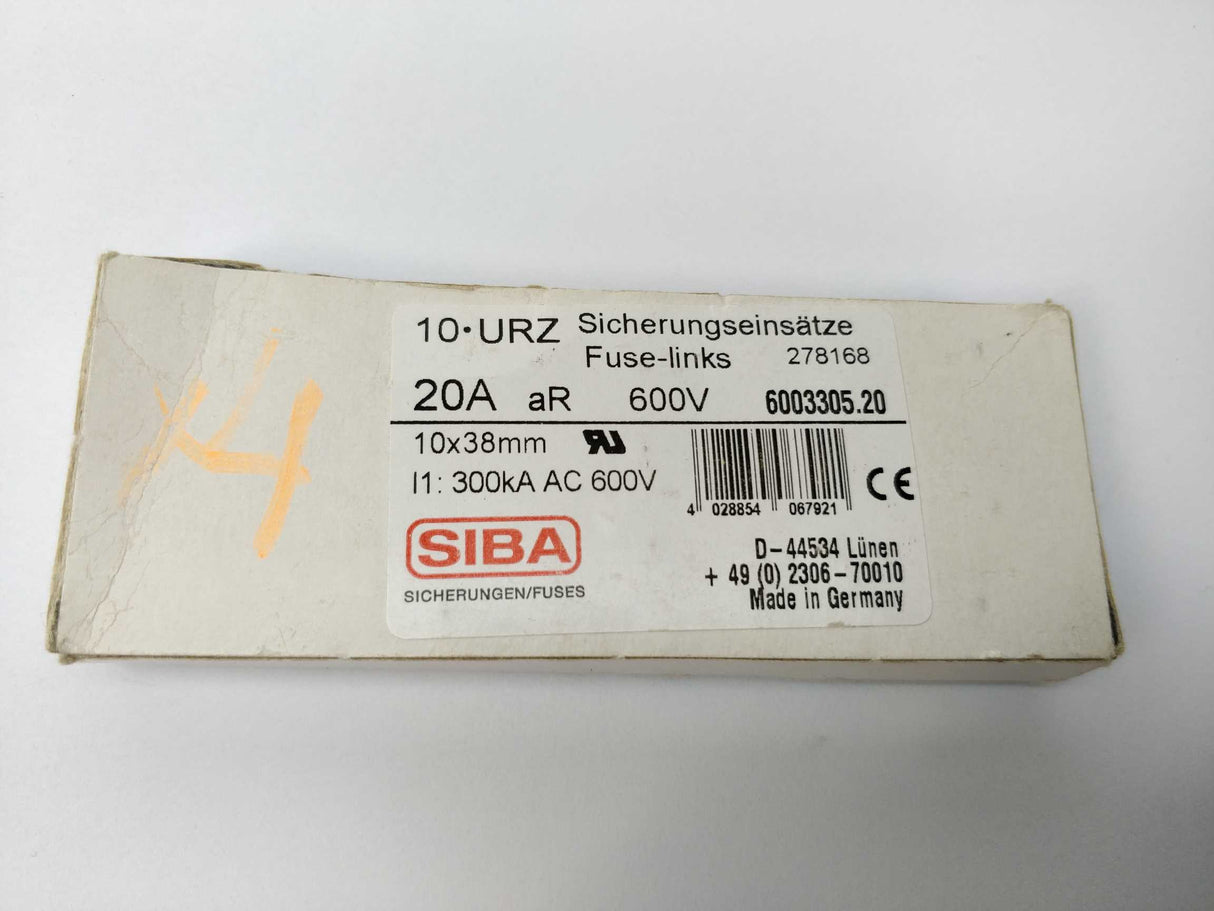 x4
10·URZ Sicherungseinsätze
Fuse-links 278168
20A aR 600V 6003305.20
10x38mm RU
I1: 300kA AC 600V
4 028854 067921
CE
SIBA
SICHERUNGEN/FUSES
D-44534 Lünen
+ 49 (0) 2306-70010
Made in Germany